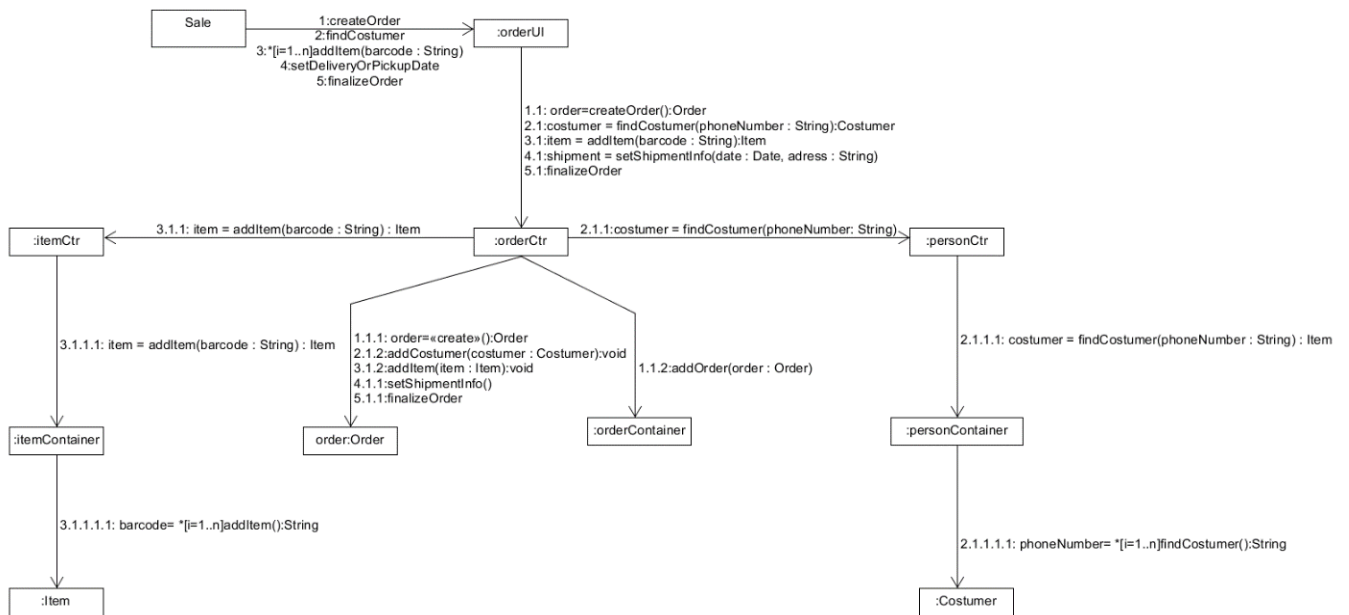 Sale
1:createOrder
2:findCostumer
3:*[i=1..n]addItem(barcode : String)
4:setDeliveryOrPickupDate
5:finalizeOrder
:orderUI
1.1: order=createOrder():Order
2.1:costumer = findCostumer(phoneNumber : String):Costumer
3.1:item = addItem(barcode : String):Item
4.1:shipment = setShipmentInfo(date : Date, adress : String)
5.1:finalizeOrder
:itemCtr
3.1.1: item = addItem(barcode : String) : Item
:orderCtr
2.1.1:costumer = findCostumer(phoneNumber: String)
:personCtr
3.1.1.1: item = addItem(barcode : String) : Item
1.1.1: order=«create»():Order
2.1.2:addCostumer(costumer : Costumer):void
3.1.2:addItem(item : Item):void
4.1.1:setShipmentInfo()
5.1.1:finalizeOrder
1.1.2:addOrder(order : Order)
2.1.1.1: costumer = findCostumer(phoneNumber : String) : Item
:itemContainer
order:Order
:orderContainer
:personContainer
3.1.1.1.1: barcode= *[i=1..n]addItem():String
2.1.1.1.1: phoneNumber= *[i=1..n]findCostumer():String
:Item
:Costumer